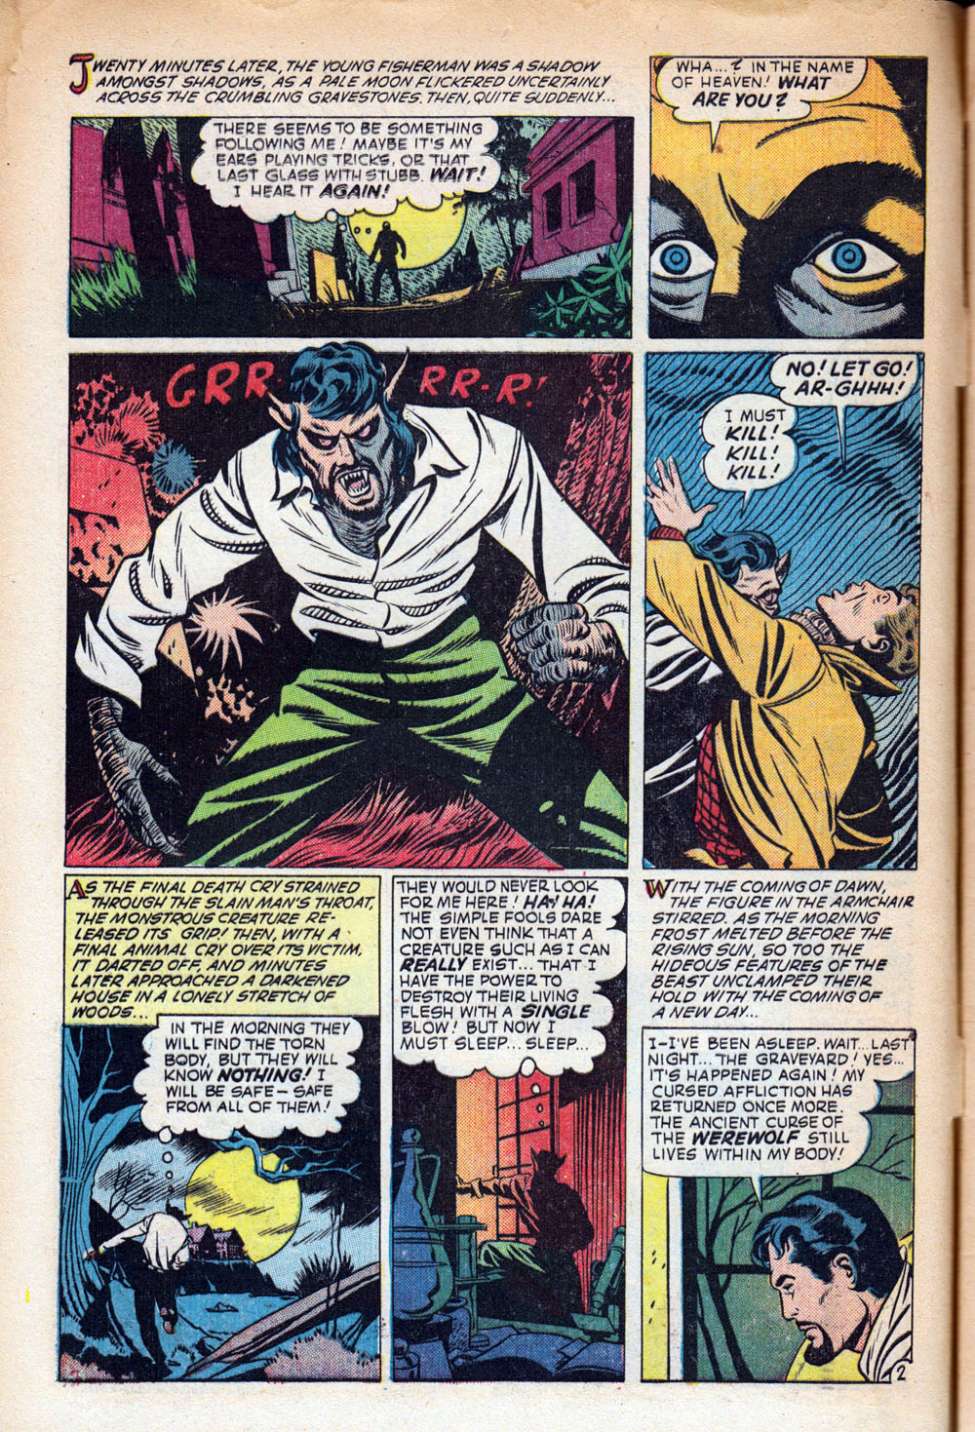 TWENTY MINUTES LATER, THE YOUNG FISHERMAN WAS A SHADOW
AMONGST SHADOWS, AS A PALE MOON FLICKERED UNCERTAINLY
ACROSS THE CRUMBLING GRAVESTONES. THEN, QUITE SUDDENLY...
THERE SEEMS TO BE SOMETHING
FOLLOWING ME! MAYBE IT'S MY
EARS PLAYING TRICKS, OR THAT
LAST GLASS WITH STUBB. WAIT!
I HEAR IT AGAIN!
WHA...? IN THE NAME
OF HEAVEN! WHAT
ARE YOU?
GRR-RR-R!
NO! LET GO!
AR-GHHH!
I MUST
KILL!
KILL!
KILL!
AS THE FINAL DEATH CRY STRAINED
THROUGH THE SLAIN MAN'S THROAT,
THE MONSTROUS CREATURE RE-
LEASED ITS GRIP! THEN, WITH A
FINAL ANIMAL CRY OVER ITS VICTIM,
IT DARTED OFF, AND MINUTES
LATER APPROACHED A DARKENED
HOUSE IN A LONELY STRETCH OF
WOODS...
IN THE MORNING THEY
WILL FIND THE TORN
BODY, BUT THEY WILL
KNOW NOTHING! I
WILL BE SAFE - SAFE
FROM ALL OF THEM!
THEY WOULD NEVER LOOK
FOR ME HERE! HA, HA!
THE SIMPLE FOOLS DARE
NOT EVEN THINK THAT A
CREATURE SUCH AS I CAN
REALLY EXIST... THAT I
HAVE THE POWER TO
DESTROY THEIR LIVING
FLESH WITH A SINGLE
BLOW! BUT NOW I
MUST SLEEP... SLEEP...
WITH THE COMING OF DAWN,
THE FIGURE IN THE ARMCHAIR
STIRRED. AS THE MORNING
FROST MELTED BEFORE THE
RISING SUN, SO TOO THE
HIDEOUS FEATURES OF THE
BEAST UNCLAMPED THEIR
HOLD WITH THE COMING OF
A NEW DAY...
I-I'VE BEEN ASLEEP. WAIT... LAST
NIGHT... THE GRAVEYARD! YES...
IT'S HAPPENED AGAIN! MY
CURSED AFFLICTION HAS
RETURNED ONCE MORE.
THE ANCIENT CURSE OF
THE WEREWOLF STILL
LIVES WITHIN MY BODY!
2